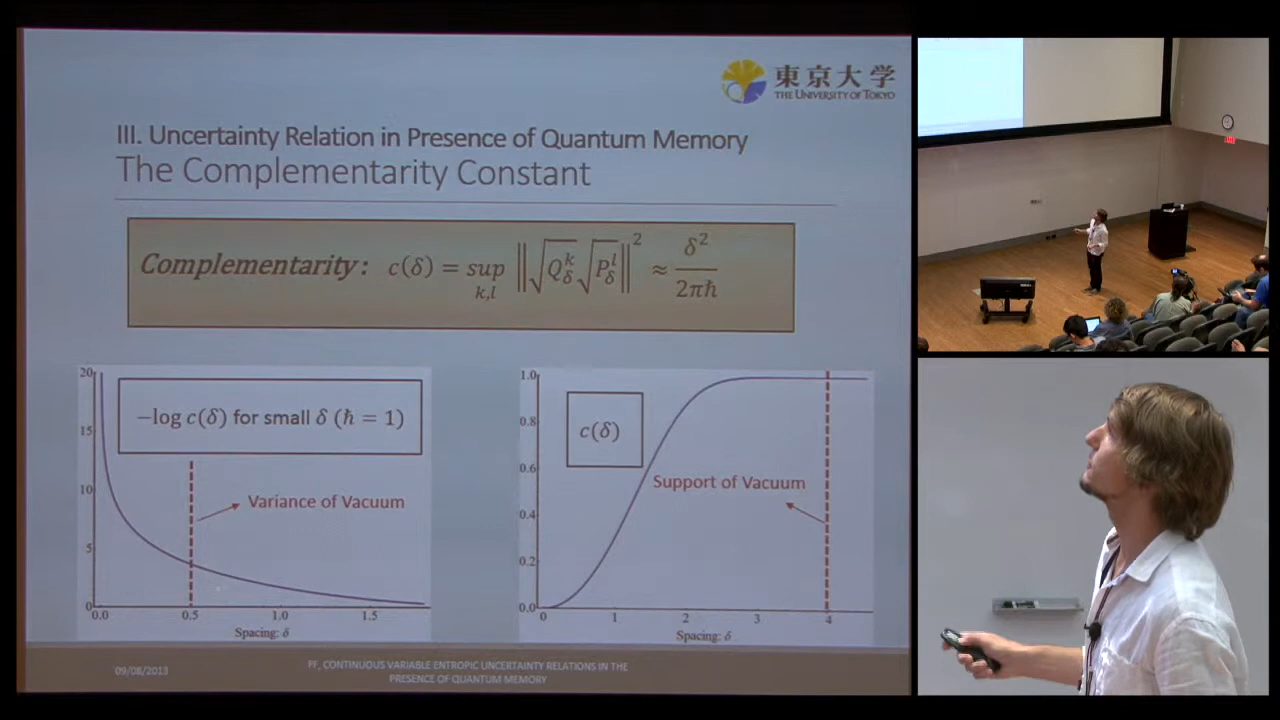 東京大学
THE UNIVERSITY OF TOKYO
III. Uncertainty Relation in Presence of Quantum Memory
The Complementarity Constant
Complementarity: c(δ) = sup_{k,l} ‖√Q_δ^k √P_δ^l‖² ≈ δ²/2πℏ
20
15
10
5
0
−log c(δ) for small δ (ℏ = 1)
Variance of Vacuum
0.0 0.5 1.0 1.5
Spacing: δ
1.0
0.8
0.6
0.4
0.2
0.0
c(δ)
Support of Vacuum
0 1 2 3 4
Spacing: δ
09/08/2013
PF, CONTINUOUS VARIABLE ENTROPIC UNCERTAINTY RELATIONS IN THE
PRESENCE OF QUANTUM MEMORY